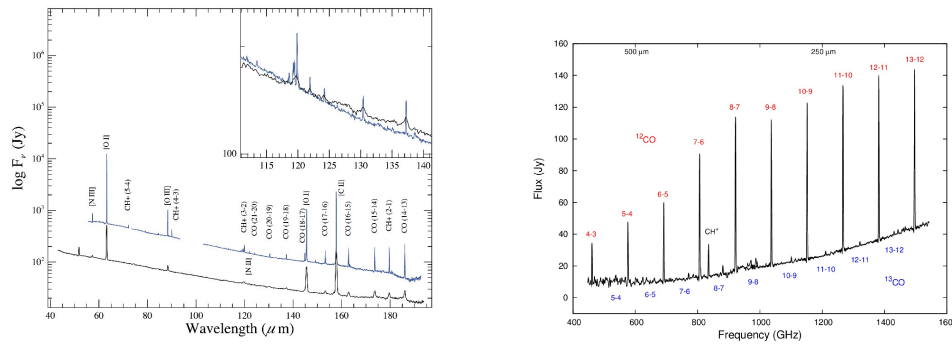 10⁶
10⁵
10⁴
10³
10²
log Fν (Jy)
[N III]
[O I]
CH+ (5-4)
[O III]
CH+ (4-3)
CH+ (3-2)
[N II]
CO (21-20)
CO (20-19)
CO (19-18)
CO (18-17)
[O I]
CO (17-16)
[C II]
CO (16-15)
CO (15-14)
CH+ (2-1)
CO (14-13)
100
110 115 120 125 130 135 140
40 60 80 100 120 140 160 180 200
Wavelength (μm)
500 μm 250 μm
160
140
120
100
80
60
40
20
0
Flux (Jy)
4-3
5-4
6-5
7-6
8-7
9-8
10-9
11-10
12-11
13-12
¹²CO
CH⁺
5-4
6-5
7-6
8-7
9-8
10-9
11-10
12-11
13-12
¹³CO
400 600 800 1000 1200 1400 1600
Frequency (GHz)